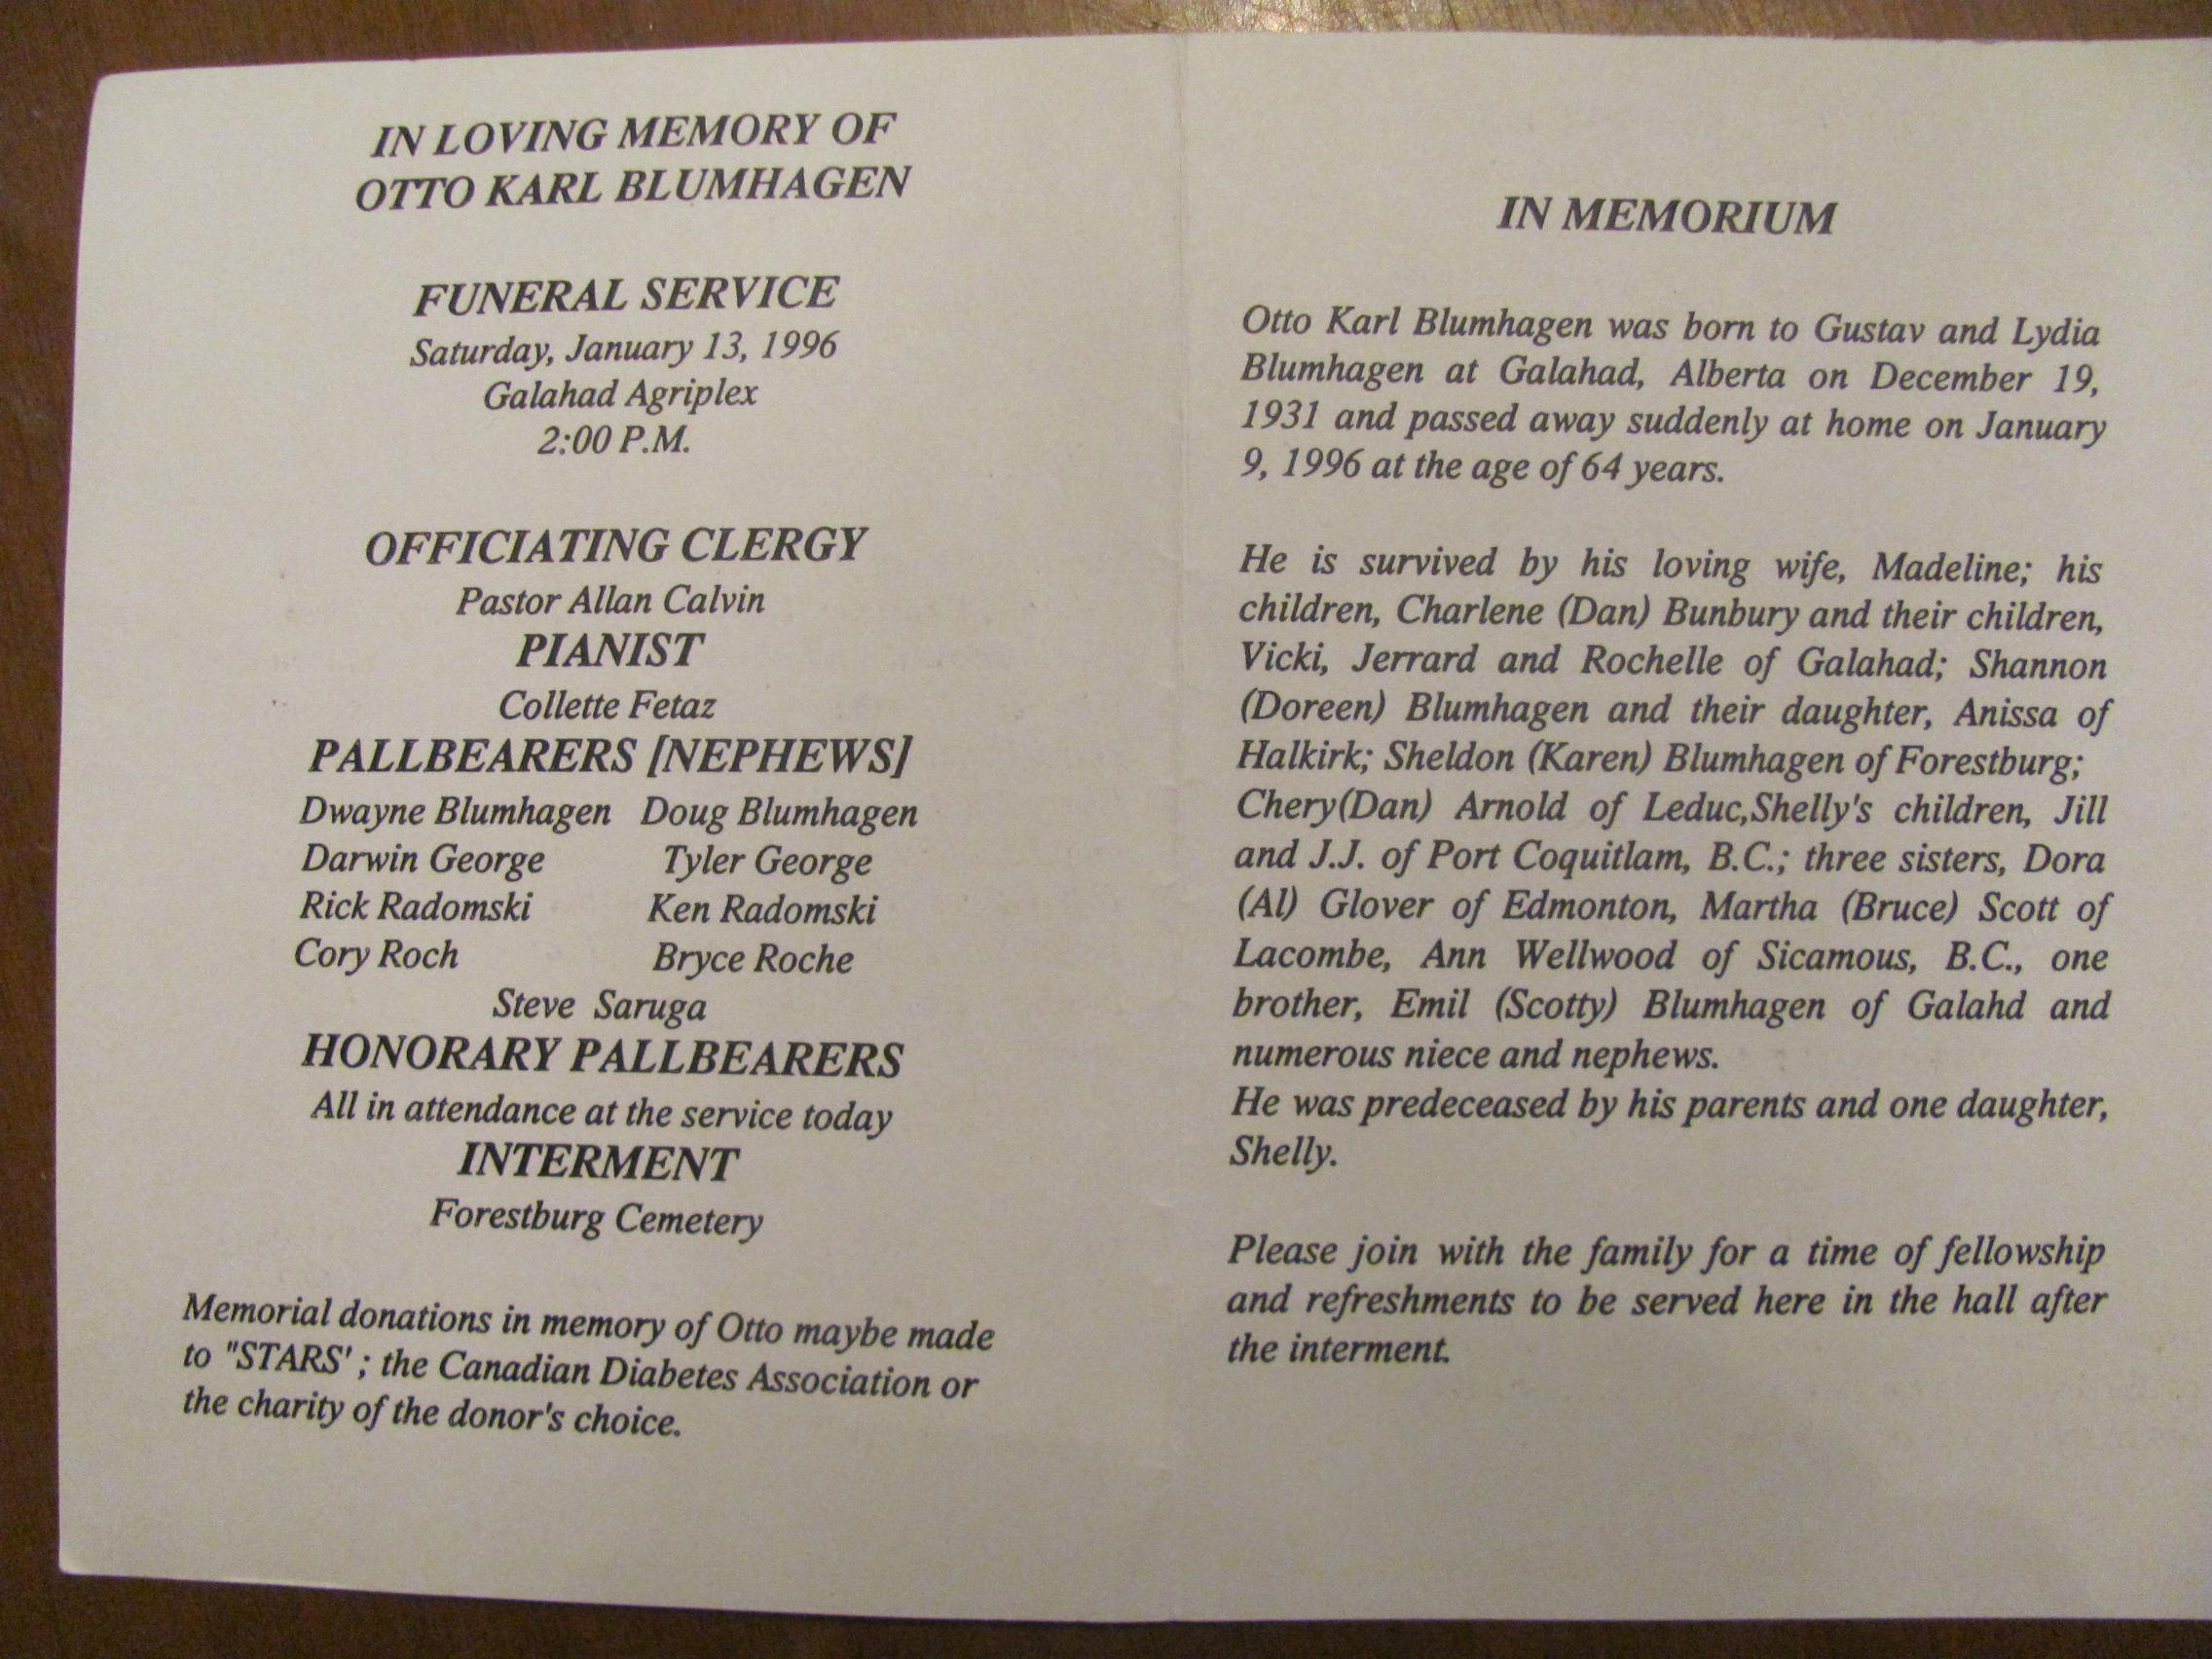 IN LOVING MEMORY OF
OTTO KARL BLUMHAGEN
FUNERAL SERVICE
Saturday, January 13, 1996
Galahad Agriplex
2:00 P.M.
OFFICIATING CLERGY
Pastor Allan Calvin
PIANIST
Collette Fetaz
PALLBEARERS [NEPHEWS]
Dwayne Blumhagen Doug Blumhagen
Darwin George Tyler George
Rick Radomski Ken Radomski
Cory Roch Bryce Roche
Steve Saruga
HONORARY PALLBEARERS
All in attendance at the service today
INTERMENT
Forestburg Cemetery
Memorial donations in memory of Otto maybe made
to "STARS' ; the Canadian Diabetes Association or
the charity of the donor's choice.
IN MEMORIUM
Otto Karl Blumhagen was born to Gustav and Lydia
Blumhagen at Galahad, Alberta on December 19,
1931 and passed away suddenly at home on January
9, 1996 at the age of 64 years.
He is survived by his loving wife, Madeline; his
children, Charlene (Dan) Bunbury and their children,
Vicki, Jerrard and Rochelle of Galahad; Shannon
(Doreen) Blumhagen and their daughter, Anissa of
Halkirk; Sheldon (Karen) Blumhagen of Forestburg;
Chery(Dan) Arnold of Leduc,Shelly's children, Jill
and J.J. of Port Coquitlam, B.C.; three sisters, Dora
(Al) Glover of Edmonton, Martha (Bruce) Scott of
Lacombe, Ann Wellwood of Sicamous, B.C., one
brother, Emil (Scotty) Blumhagen of Galahd and
numerous niece and nephews.
He was predeceased by his parents and one daughter,
Shelly.
Please join with the family for a time of fellowship
and refreshments to be served here in the hall after
the interment.